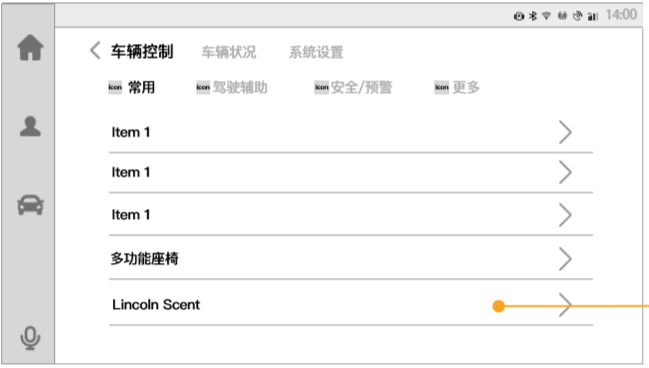 14:00
车辆控制 车辆状况 系统设置
icon 常用 icon 驾驶辅助 icon 安全/预警 icon 更多
Item 1
Item 1
Item 1
多功能座椅
Lincoln Scent